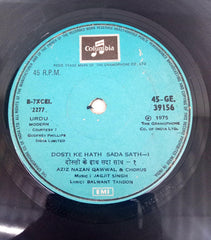 Columbia
TRADE MARK OF THE GRAMOPHONE CO. LTD.
45 R.P.M.
B-7XCEL.
2277
45-GE.
39156
URDU
MODERN
COURTESY :
GODFREY PHILLIPS
INDIA LIMITED
℗ 1975
THE GRAMOPHONE
CO. OF INDIA LTD.
DOSTI KE HATH SADA SATH—1
दोस्ती के हाथ सदा साथ - १
AZIZ NAZAN QAWWAL & CHORUS
Music : JAGJIT SINGH
Lyric: BALWANT TANDON
EMI